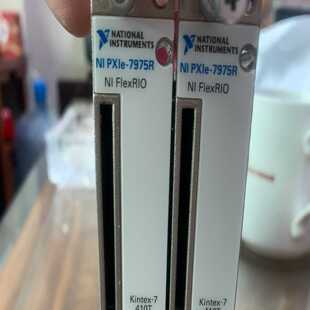 NATIONAL
INSTRUMENTS
NI PXIe-7975R
NI FlexRIO
Kintex-7
410T
NATIONAL
INSTRUMENTS
NI PXIe-7975R
NI FlexRIO
Kintex-7
410T